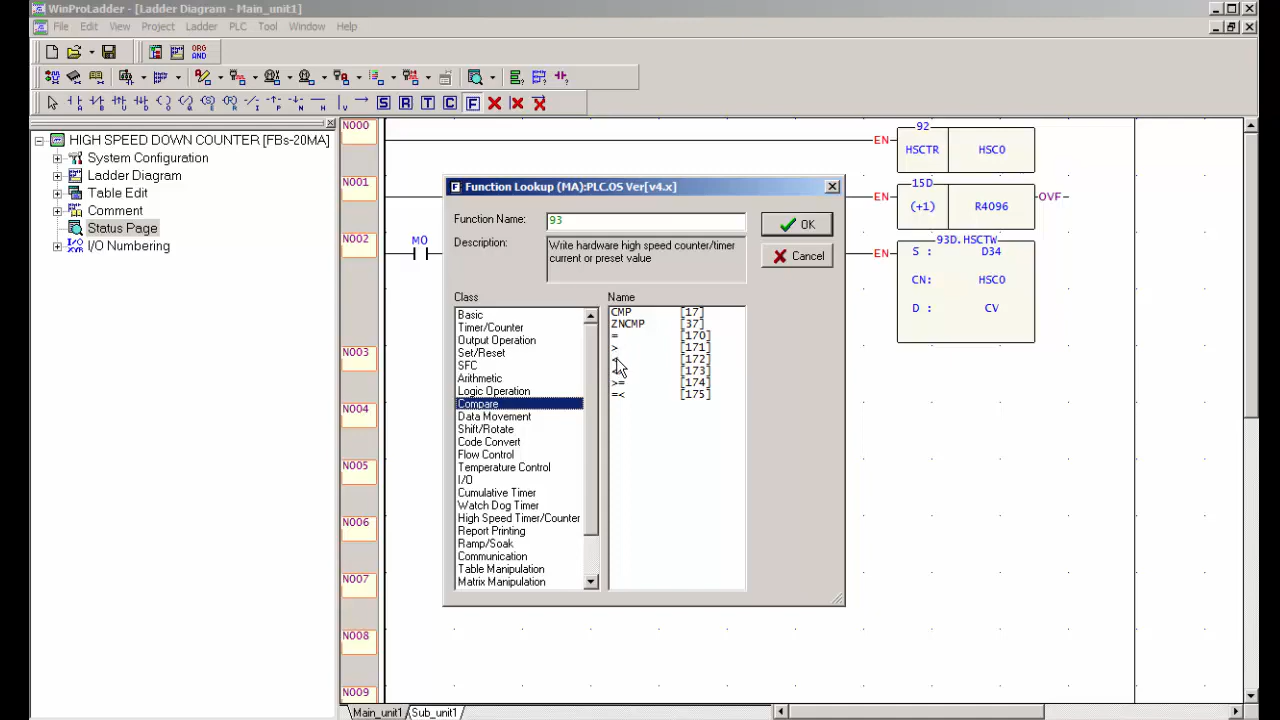 WinProLadder - [Ladder Diagram - Main_unit1]
File Edit View Project Ladder PLC Tool Window Help
ORG
AND
S R T C F
HIGH SPEED DOWN COUNTER [FBs-20MA]
System Configuration
Ladder Diagram
Table Edit
Comment
Status Page
I/O Numbering
N000
N001
N002
N003
N004
N005
N006
N007
N008
N009
M0
EN
92
HSCTR HSC0
EN
15D
(+1) R4096
OVF
EN
93D.HSCTW
S : D34
CN: HSC0
D : CV
Function Lookup (MA):PLC.OS Ver[v4.x]
Function Name: 93
OK
Description: Write hardware high speed counter/timer
current or preset value
Cancel
Class
Basic
Timer/Counter
Output Operation
Set/Reset
SFC
Arithmetic
Logic Operation
Compare
Data Movement
Shift/Rotate
Code Convert
Flow Control
Temperature Control
I/O
Cumulative Timer
Watch Dog Timer
High Speed Timer/Counter
Report Printing
Ramp/Soak
Communication
Table Manipulation
Matrix Manipulation
Name
CMP [17]
ZNCMP [37]
= [170]
> [171]
< [172]
[173]
>= [174]
=< [175]
Main_unit1 Sub_unit1